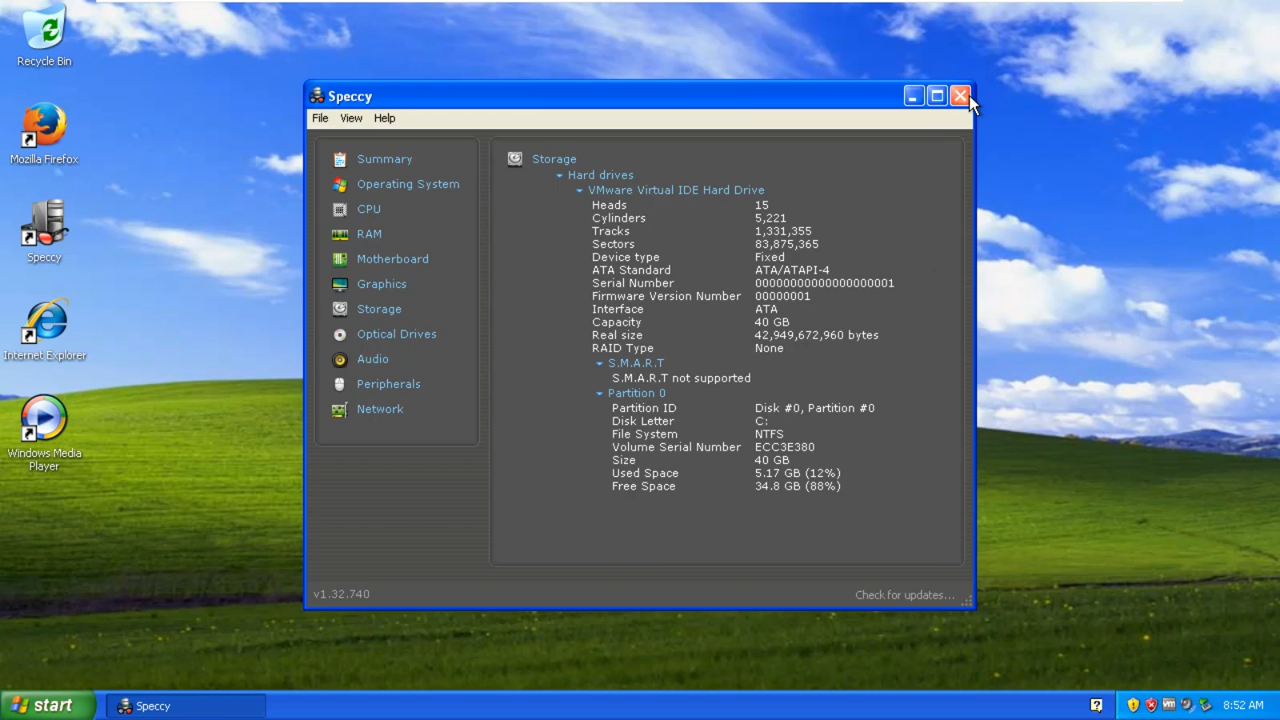 Recycle Bin
Mozilla Firefox
Speccy
Internet Explorer
Windows Media
Player
Speccy
File View Help
Summary
Operating System
CPU
RAM
Motherboard
Graphics
Storage
Optical Drives
Audio
Peripherals
Network
Storage
Hard drives
VMware Virtual IDE Hard Drive
Heads 15
Cylinders 5,221
Tracks 1,331,355
Sectors 83,875,365
Device type Fixed
ATA Standard ATA/ATAPI-4
Serial Number 00000000000000000001
Firmware Version Number 00000001
Interface ATA
Capacity 40 GB
Real size 42,949,672,960 bytes
RAID Type None
S.M.A.R.T
S.M.A.R.T not supported
Partition 0
Partition ID Disk #0, Partition #0
Disk Letter C:
File System NTFS
Volume Serial Number ECC3E380
Size 40 GB
Used Space 5.17 GB (12%)
Free Space 34.8 GB (88%)
v1.32.740 Check for updates...
start Speccy 8:52 AM